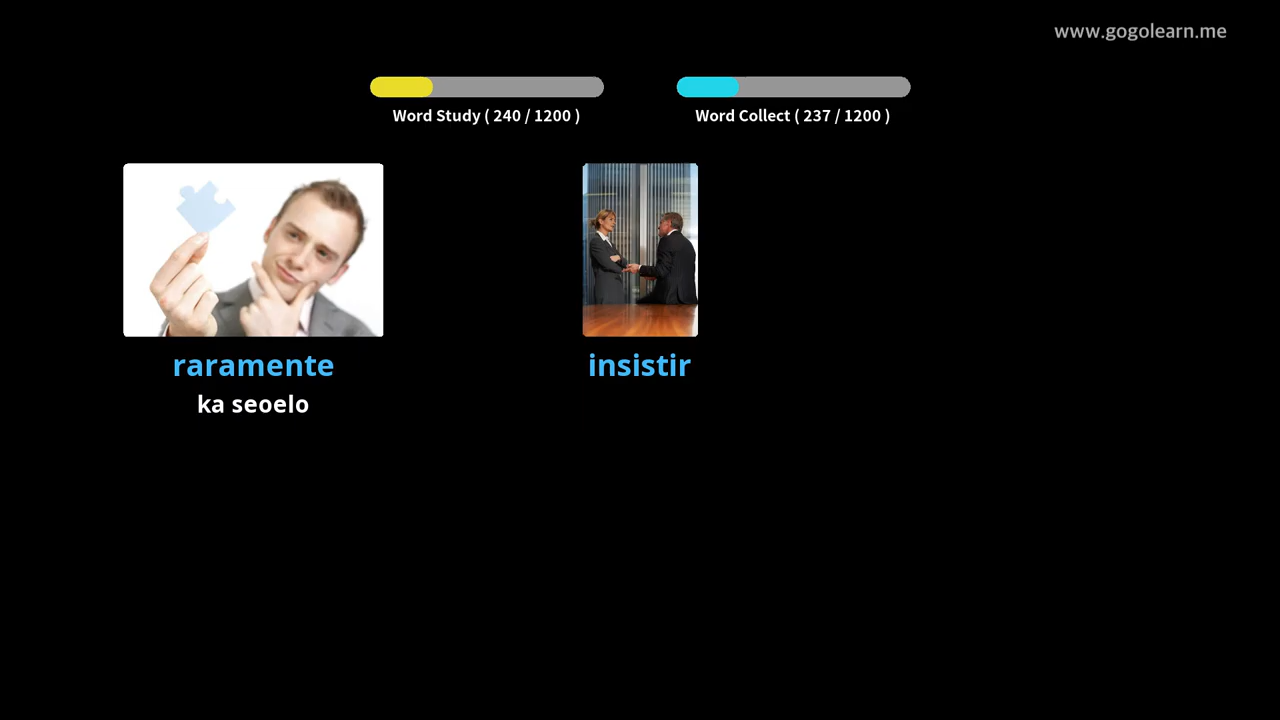 www.gogolearn.me
Word Study ( 240 / 1200 )
Word Collect ( 237 / 1200 )
raramente
ka seoelo
insistir